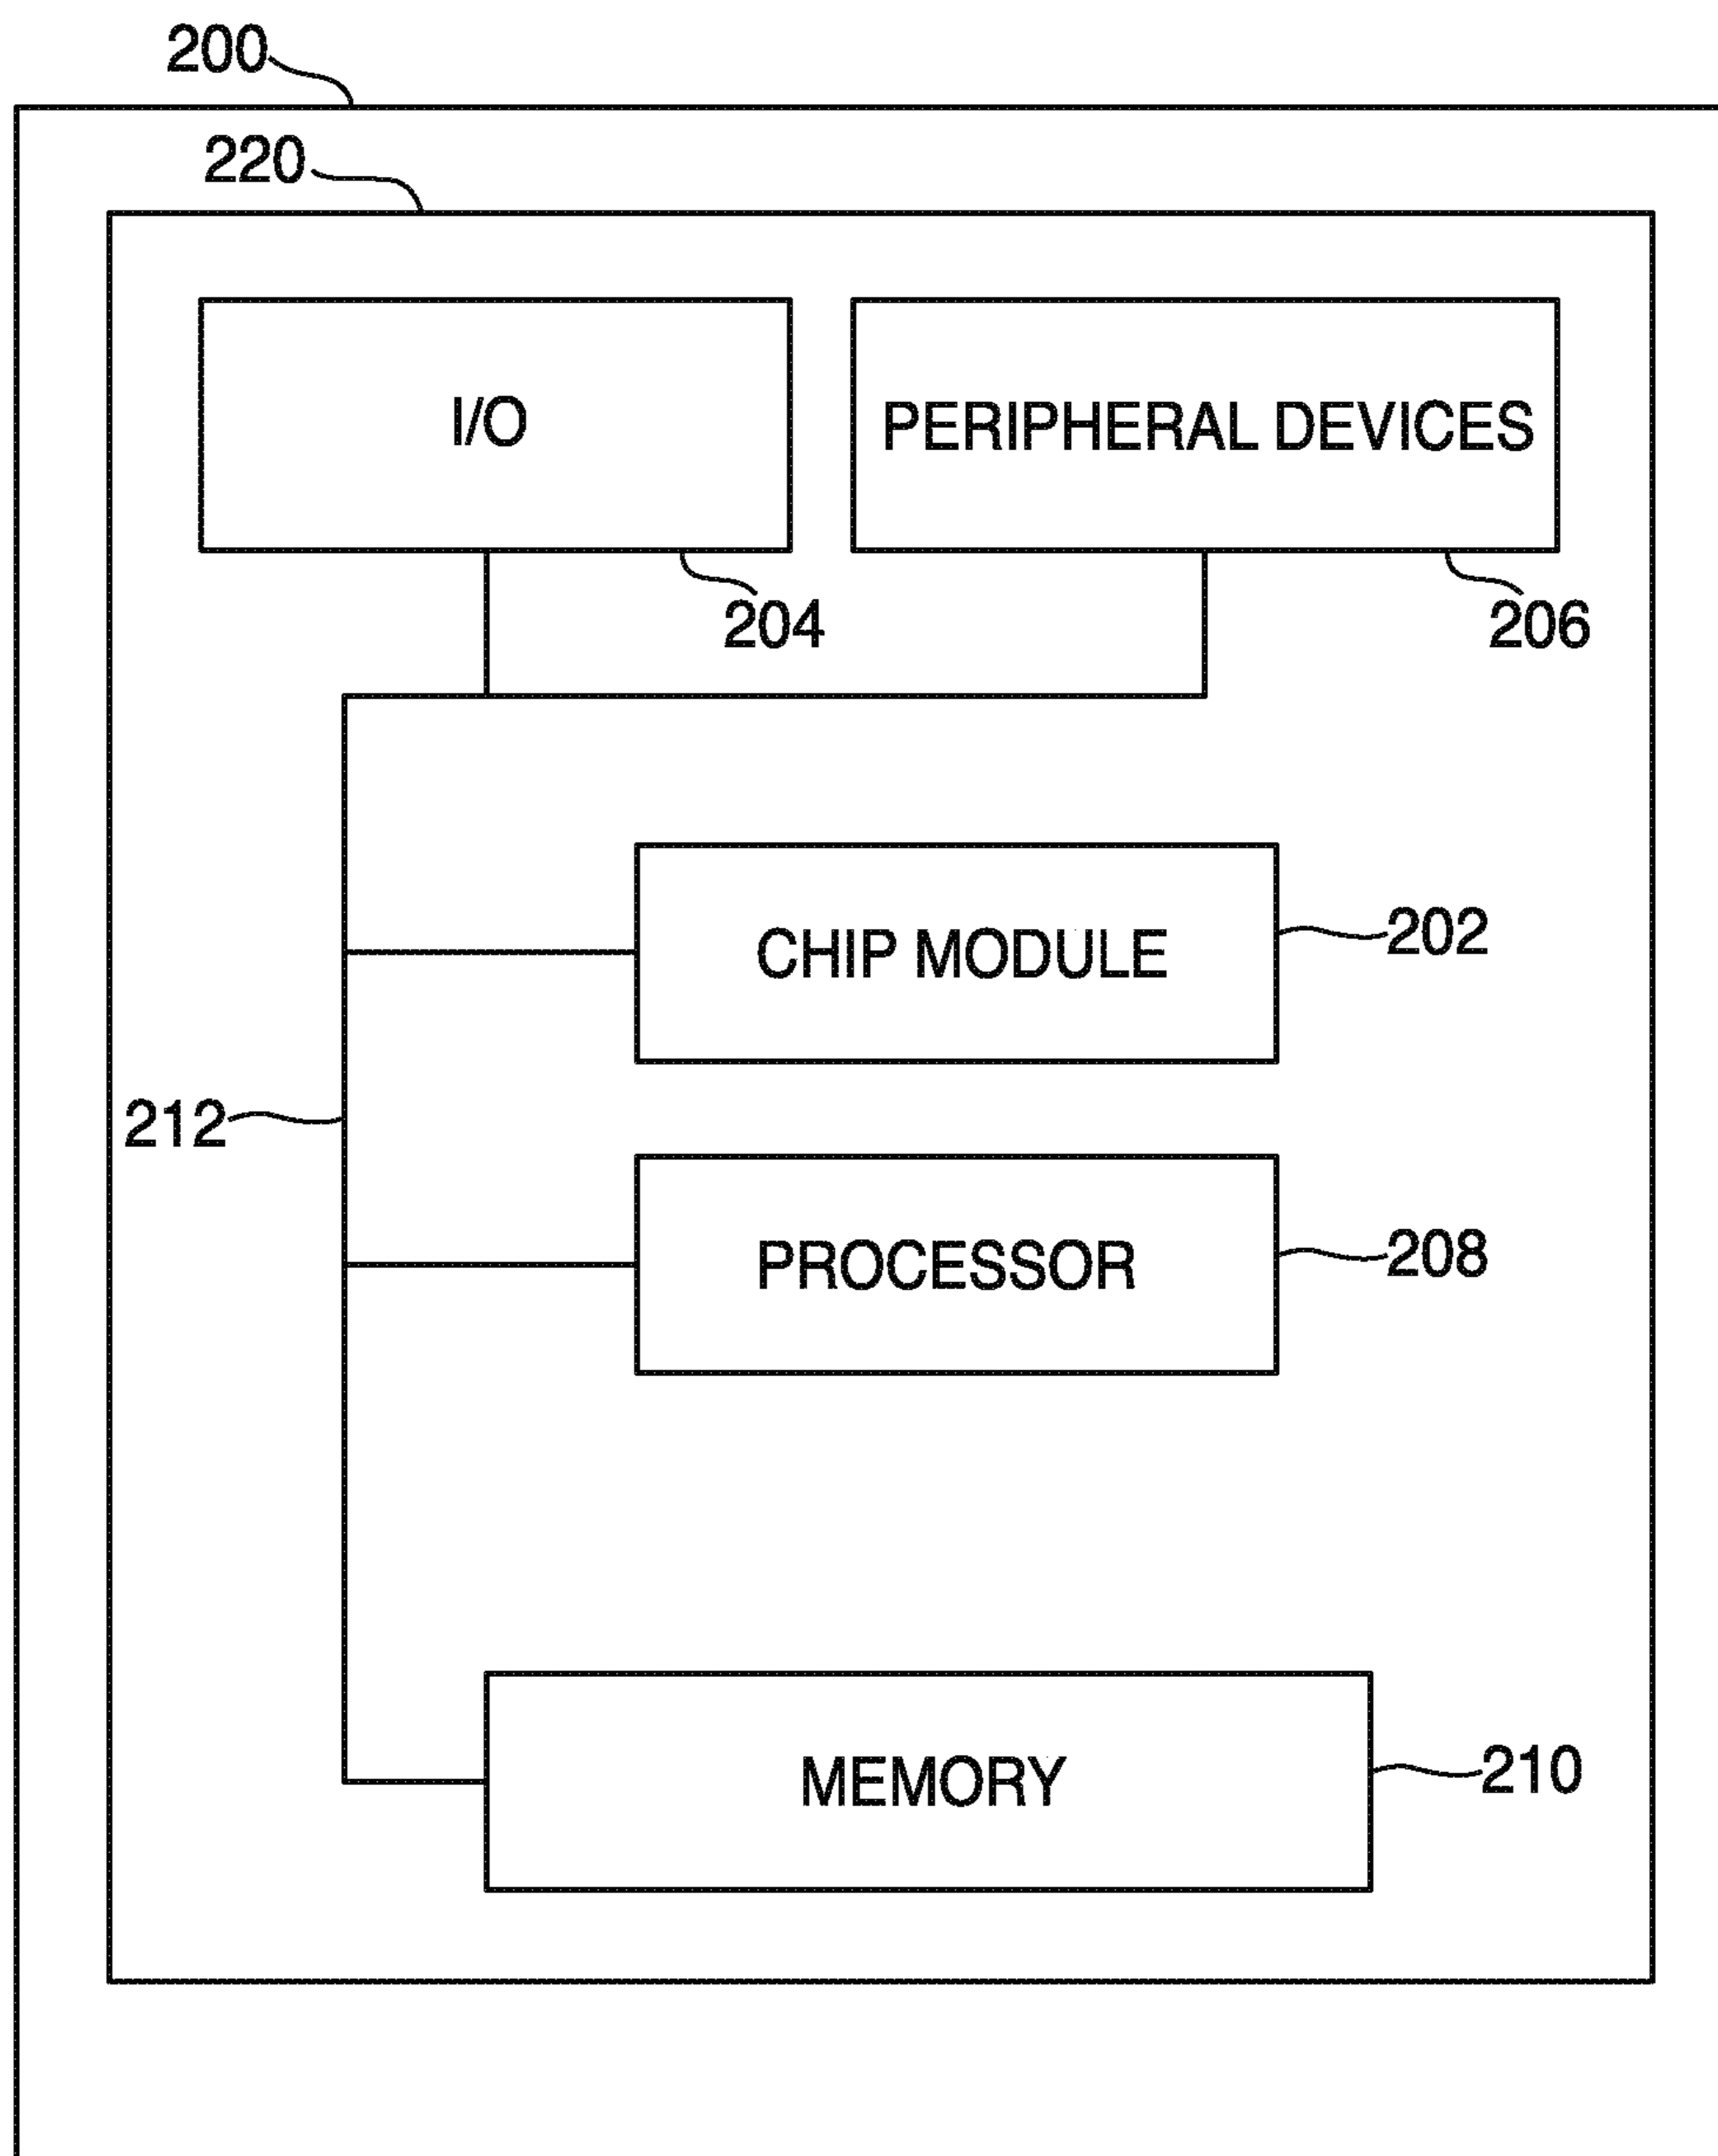 200
220
I/O
PERIPHERAL DEVICES
204
206
CHIP MODULE
202
212
PROCESSOR
208
MEMORY
210